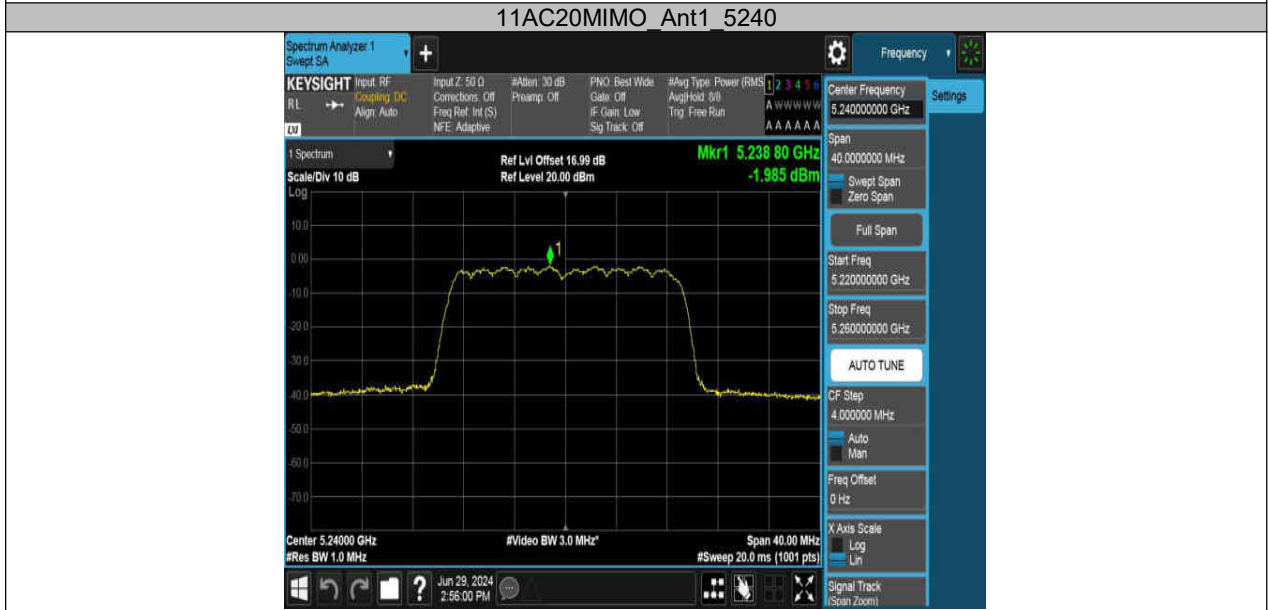 11AC20MIMO_Ant1_5240
Spectrum Analyzer 1
Swept SA
+
Frequency
KEYSIGHT
RL
LXI
Input: RF
Coupling: DC
Align: Auto
Input Z: 50 Ω
Corrections: Off
Freq Ref: Int (S)
NFE: Adaptive
#Atten: 30 dB
Preamp: Off
PNO: Best Wide
Gate: Off
IF Gain: Low
Sig Track: Off
#Avg Type: Power (RMS
Avg|Hold: 8/8
Trig: Free Run
1 2 3 4 5 6
A W W W W W
A A A A A A
Center Frequency
5.240000000 GHz
Settings
Span
40.0000000 MHz
Swept Span
Zero Span
Full Span
Start Freq
5.220000000 GHz
Stop Freq
5.260000000 GHz
AUTO TUNE
CF Step
4.000000 MHz
Auto
Man
Freq Offset
0 Hz
X Axis Scale
Log
Lin
Signal Track
(Span Zoom)
1 Spectrum
Scale/Div 10 dB
Log
Ref Lvl Offset 16.99 dB
Ref Level 20.00 dBm
Mkr1 5.238 80 GHz
-1.985 dBm
10.0
0.00
-10.0
-20.0
-30.0
-40.0
-50.0
-60.0
-70.0
1
Center 5.24000 GHz
#Res BW 1.0 MHz
#Video BW 3.0 MHz*
Span 40.00 MHz
#Sweep 20.0 ms (1001 pts)
?
Jun 29, 2024
2:56:00 PM